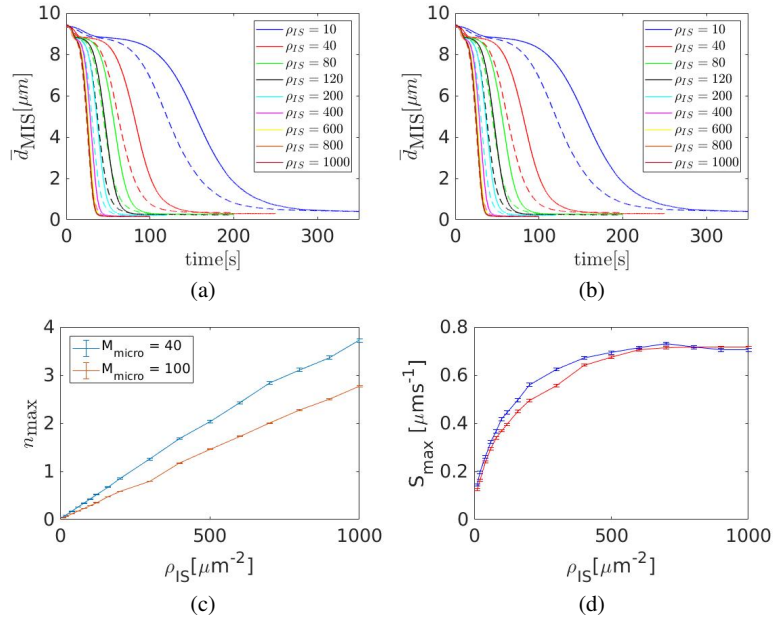 10
8
6
4
2
0
d̅MIS[μm]
0 100 200 300
time[s]
ρIS = 10
ρIS = 40
ρIS = 80
ρIS = 120
ρIS = 200
ρIS = 400
ρIS = 600
ρIS = 800
ρIS = 1000
(a)
10
8
6
4
2
0
d̅MIS[μm]
0 100 200 300
time[s]
ρIS = 10
ρIS = 40
ρIS = 80
ρIS = 120
ρIS = 200
ρIS = 400
ρIS = 600
ρIS = 800
ρIS = 1000
(b)
4
3
2
1
0
nmax
0 500 1000
ρIS[μm-2]
Mmicro = 40
Mmicro = 100
(c)
0.8
0.6
0.4
0.2
0
Smax [μms-1]
0 500 1000
ρIS[μm-2]
(d)